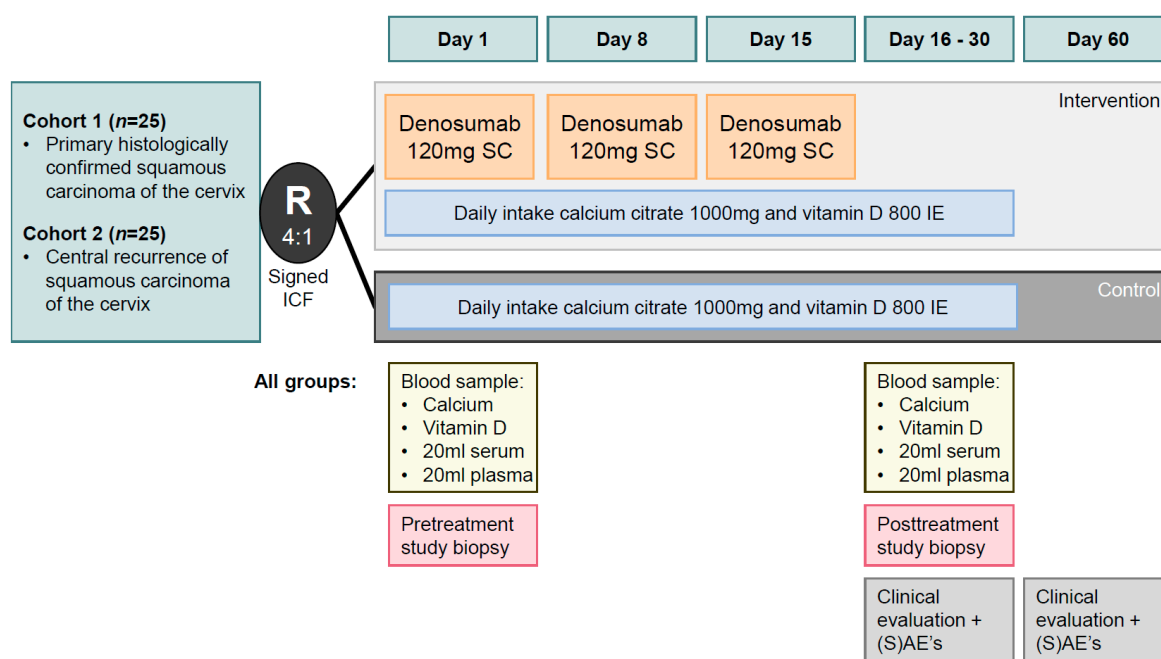 Day 1
Day 8
Day 15
Day 16 - 30
Day 60
Cohort 1 (n=25)
• Primary histologically
confirmed squamous
carcinoma of the cervix
Cohort 2 (n=25)
• Central recurrence of
squamous carcinoma
of the cervix
R
4:1
Signed
ICF
Intervention
Denosumab
120mg SC
Denosumab
120mg SC
Denosumab
120mg SC
Daily intake calcium citrate 1000mg and vitamin D 800 IE
Control
Daily intake calcium citrate 1000mg and vitamin D 800 IE
All groups:
Blood sample:
• Calcium
• Vitamin D
• 20ml serum
• 20ml plasma
Blood sample:
• Calcium
• Vitamin D
• 20ml serum
• 20ml plasma
Pretreatment
study biopsy
Posttreatment
study biopsy
Clinical
evaluation +
(S)AE's
Clinical
evaluation +
(S)AE's